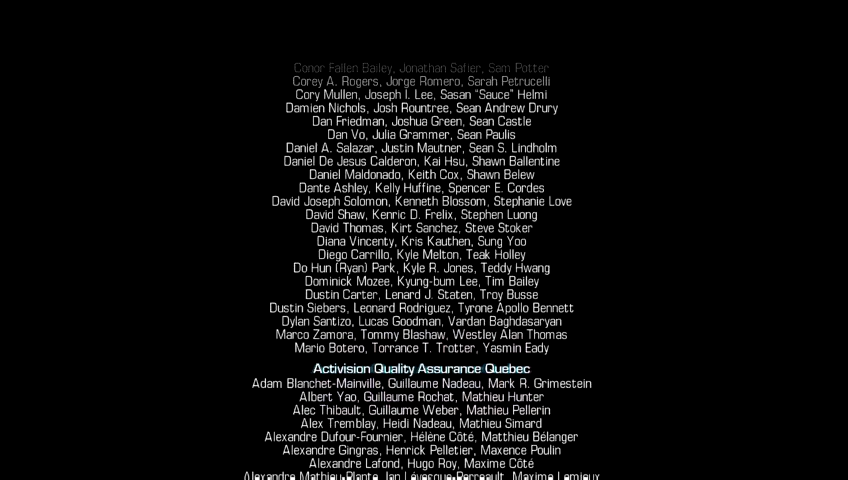 Conor Fallen Bailey, Jonathan Safier, Sam Potter
Corey A. Rogers, Jorge Romero, Sarah Petrucelli
Cory Mullen, Joseph I. Lee, Sasan "Sauce" Helmi
Damien Nichols, Josh Rountree, Sean Andrew Drury
Dan Friedman, Joshua Green, Sean Castle
Dan Vo, Julia Grammer, Sean Paulis
Daniel A. Salazar, Justin Mautner, Sean S. Lindholm
Daniel De Jesus Calderon, Kai Hsu, Shawn Ballentine
Daniel Maldonado, Keith Cox, Shawn Belew
Dante Ashley, Kelly Huffine, Spencer E. Cordes
David Joseph Solomon, Kenneth Blossom, Stephanie Love
David Shaw, Kenric D. Frelix, Stephen Luong
David Thomas, Kirt Sanchez, Steve Stoker
Diana Vincenty, Kris Kauthen, Sung Yoo
Diego Carrillo, Kyle Melton, Teak Holley
Do Hun (Ryan) Park, Kyle R. Jones, Teddy Hwang
Dominick Mozee, Kyung-bum Lee, Tim Bailey
Dustin Carter, Lenard J. Staten, Troy Busse
Dustin Siebers, Leonard Rodriguez, Tyrone Apollo Bennett
Dylan Santizo, Lucas Goodman, Vardan Baghdasaryan
Marco Zamora, Tommy Blashaw, Westley Alan Thomas
Mario Botero, Torrance T. Trotter, Yasmin Eady
Activision Quality Assurance Quebec
Adam Blanchet-Mainville, Guillaume Nadeau, Mark R. Grimestein
Albert Yao, Guillaume Rochat, Mathieu Hunter
Alec Thibault, Guillaume Weber, Mathieu Pellerin
Alex Tremblay, Heidi Nadeau, Mathieu Simard
Alexandre Dufour-Fournier, Hélène Côté, Matthieu Bélanger
Alexandre Gingras, Henrick Pelletier, Maxence Poulin
Alexandre Lafond, Hugo Roy, Maxime Côté
Alexandre Mathieu-Plante, Ian Lévesque-Perreault, Maxime Lemieux